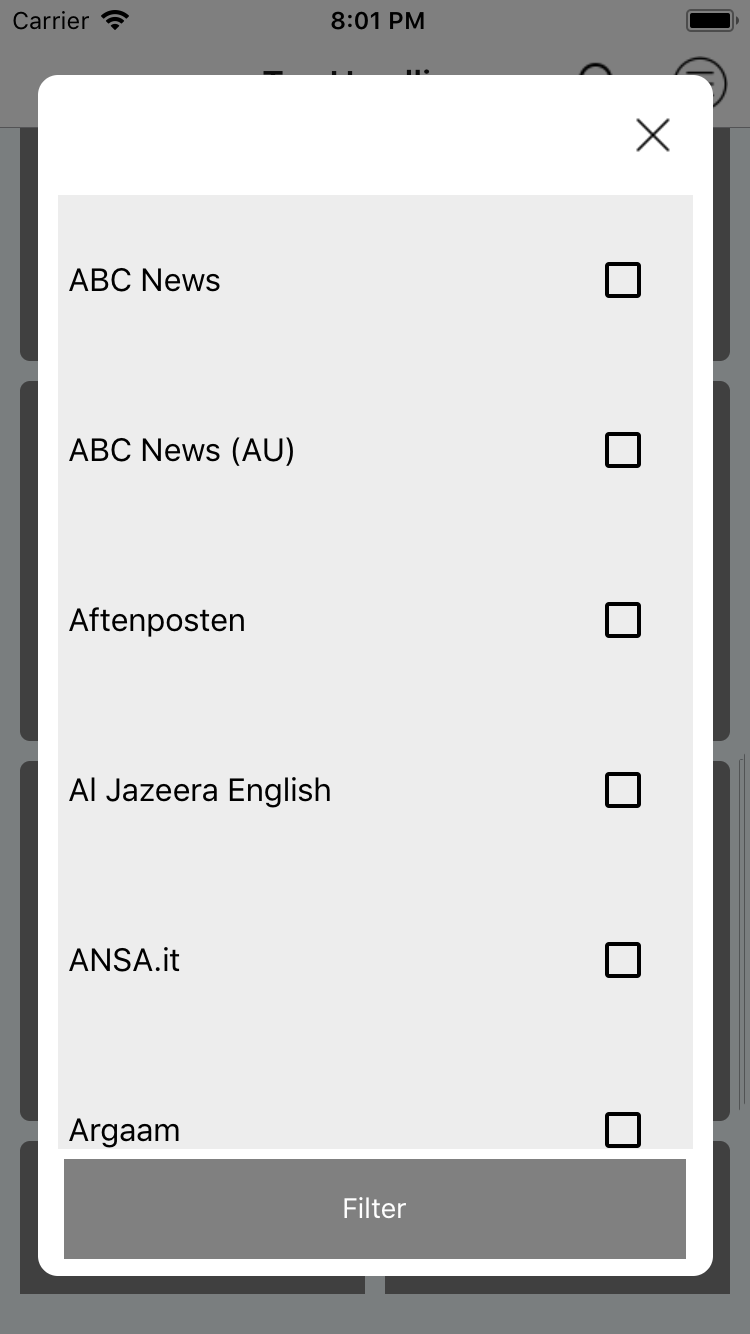 Carrier 8:01 PM
ABC News
ABC News (AU)
Aftenposten
Al Jazeera English
ANSA.it
Argaam
Filter